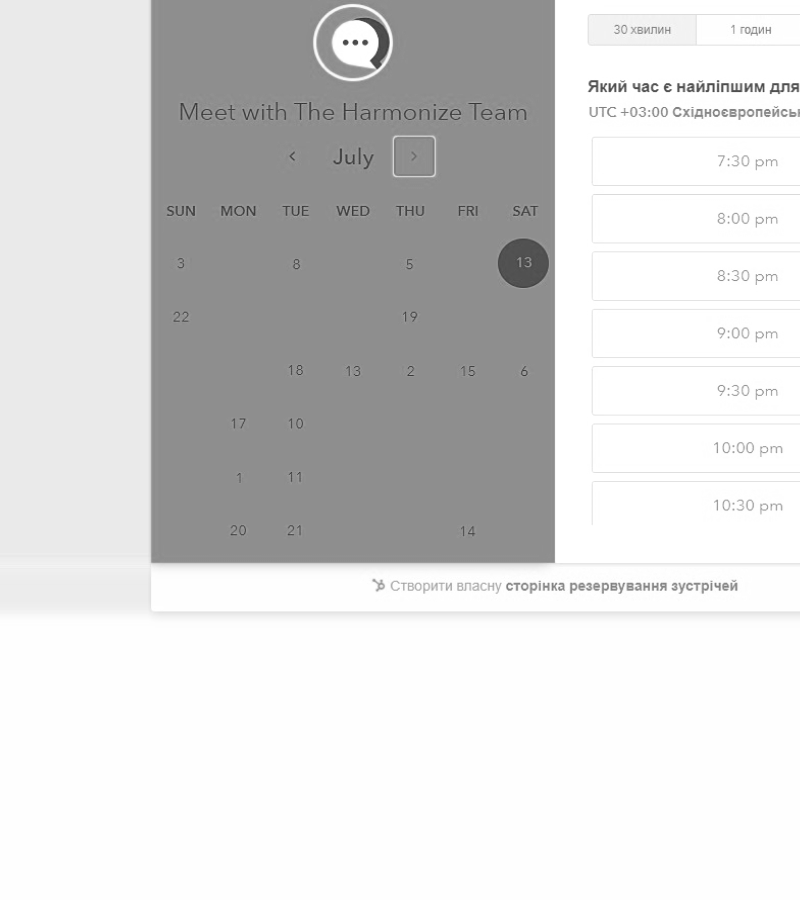 Meet with The Harmonize Team
July
SUN MON TUE WED THU FRI SAT
3 8 5 13
22 19
18 13 2 15 6
17 10
1 11
20 21 14
30 хвилин 1 годин
Який час є найліпшим для
UTC +03:00 Східноєвропейсь
7:30 pm
8:00 pm
8:30 pm
9:00 pm
9:30 pm
10:00 pm
10:30 pm
Створити власну сторінка резервування зустрічей